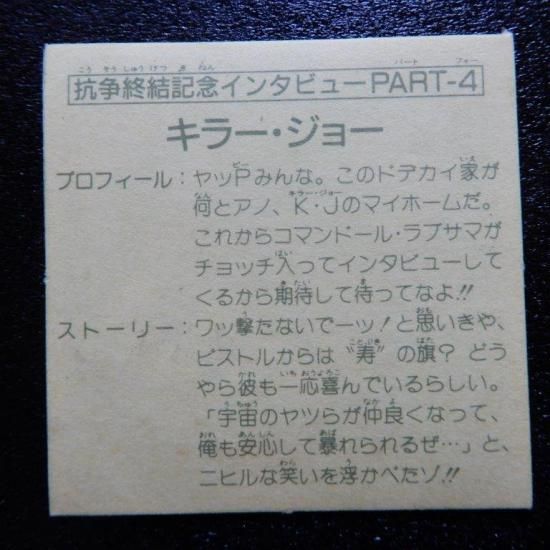 抗争終結記念インタビューPART-4
キラー・ジョー
プロフィール:ヤッPみんな。このドデカイ家が
何とアノ、K・Jのマイホームだ。
これからコマンドール・ラブサマが
チョッチ入ってインタビューして
くるから期待して待ってなよ!!
ストーリー:ワッ撃たないでーッ!と思いきや、
ピストルからは〝寿〟の旗?どう
やら彼も一応喜んでいるらしい。
「宇宙のヤツらが仲良くなって、
俺も安心して暴れられるぜ…」と、
ニヒルな笑いを浮かべたゾ!!